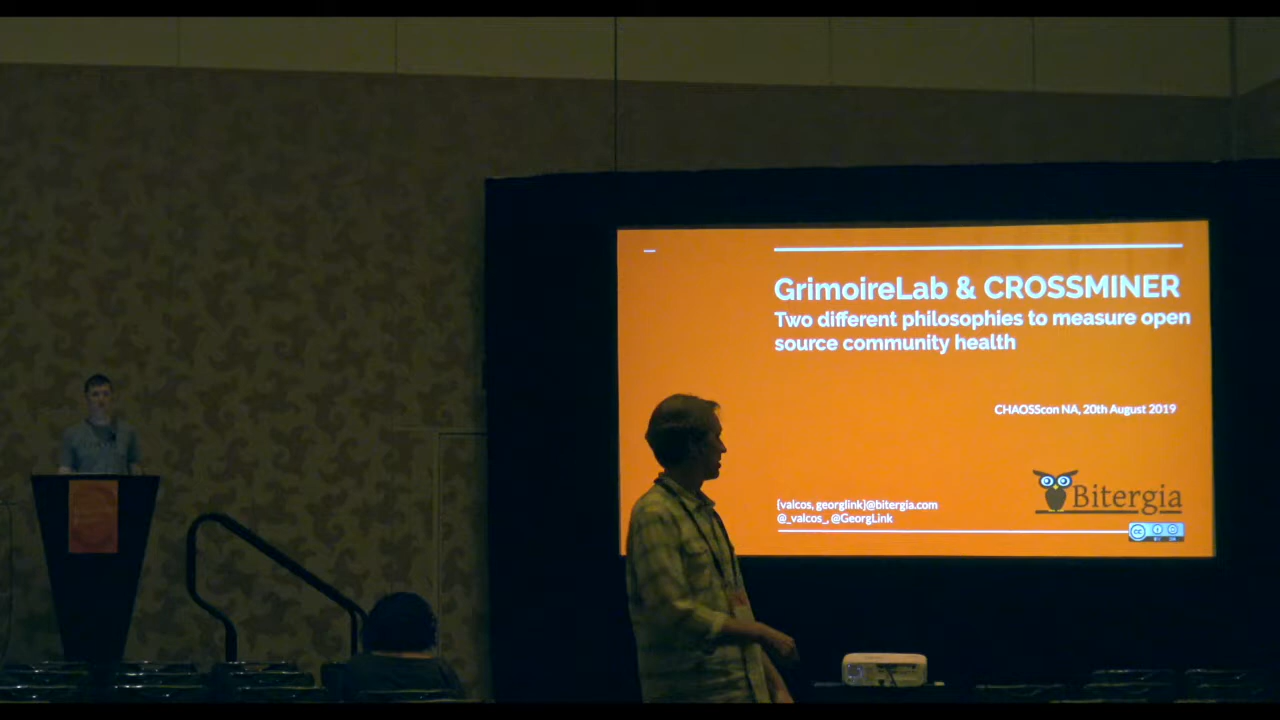 GrimoireLab & CROSSMINER
Two different philosophies to measure open
source community health
CHAOSScon NA, 20th August 2019
{valcos, georglink}@bitergia.com
@_valcos_, @GeorgLink
Bitergia
cc